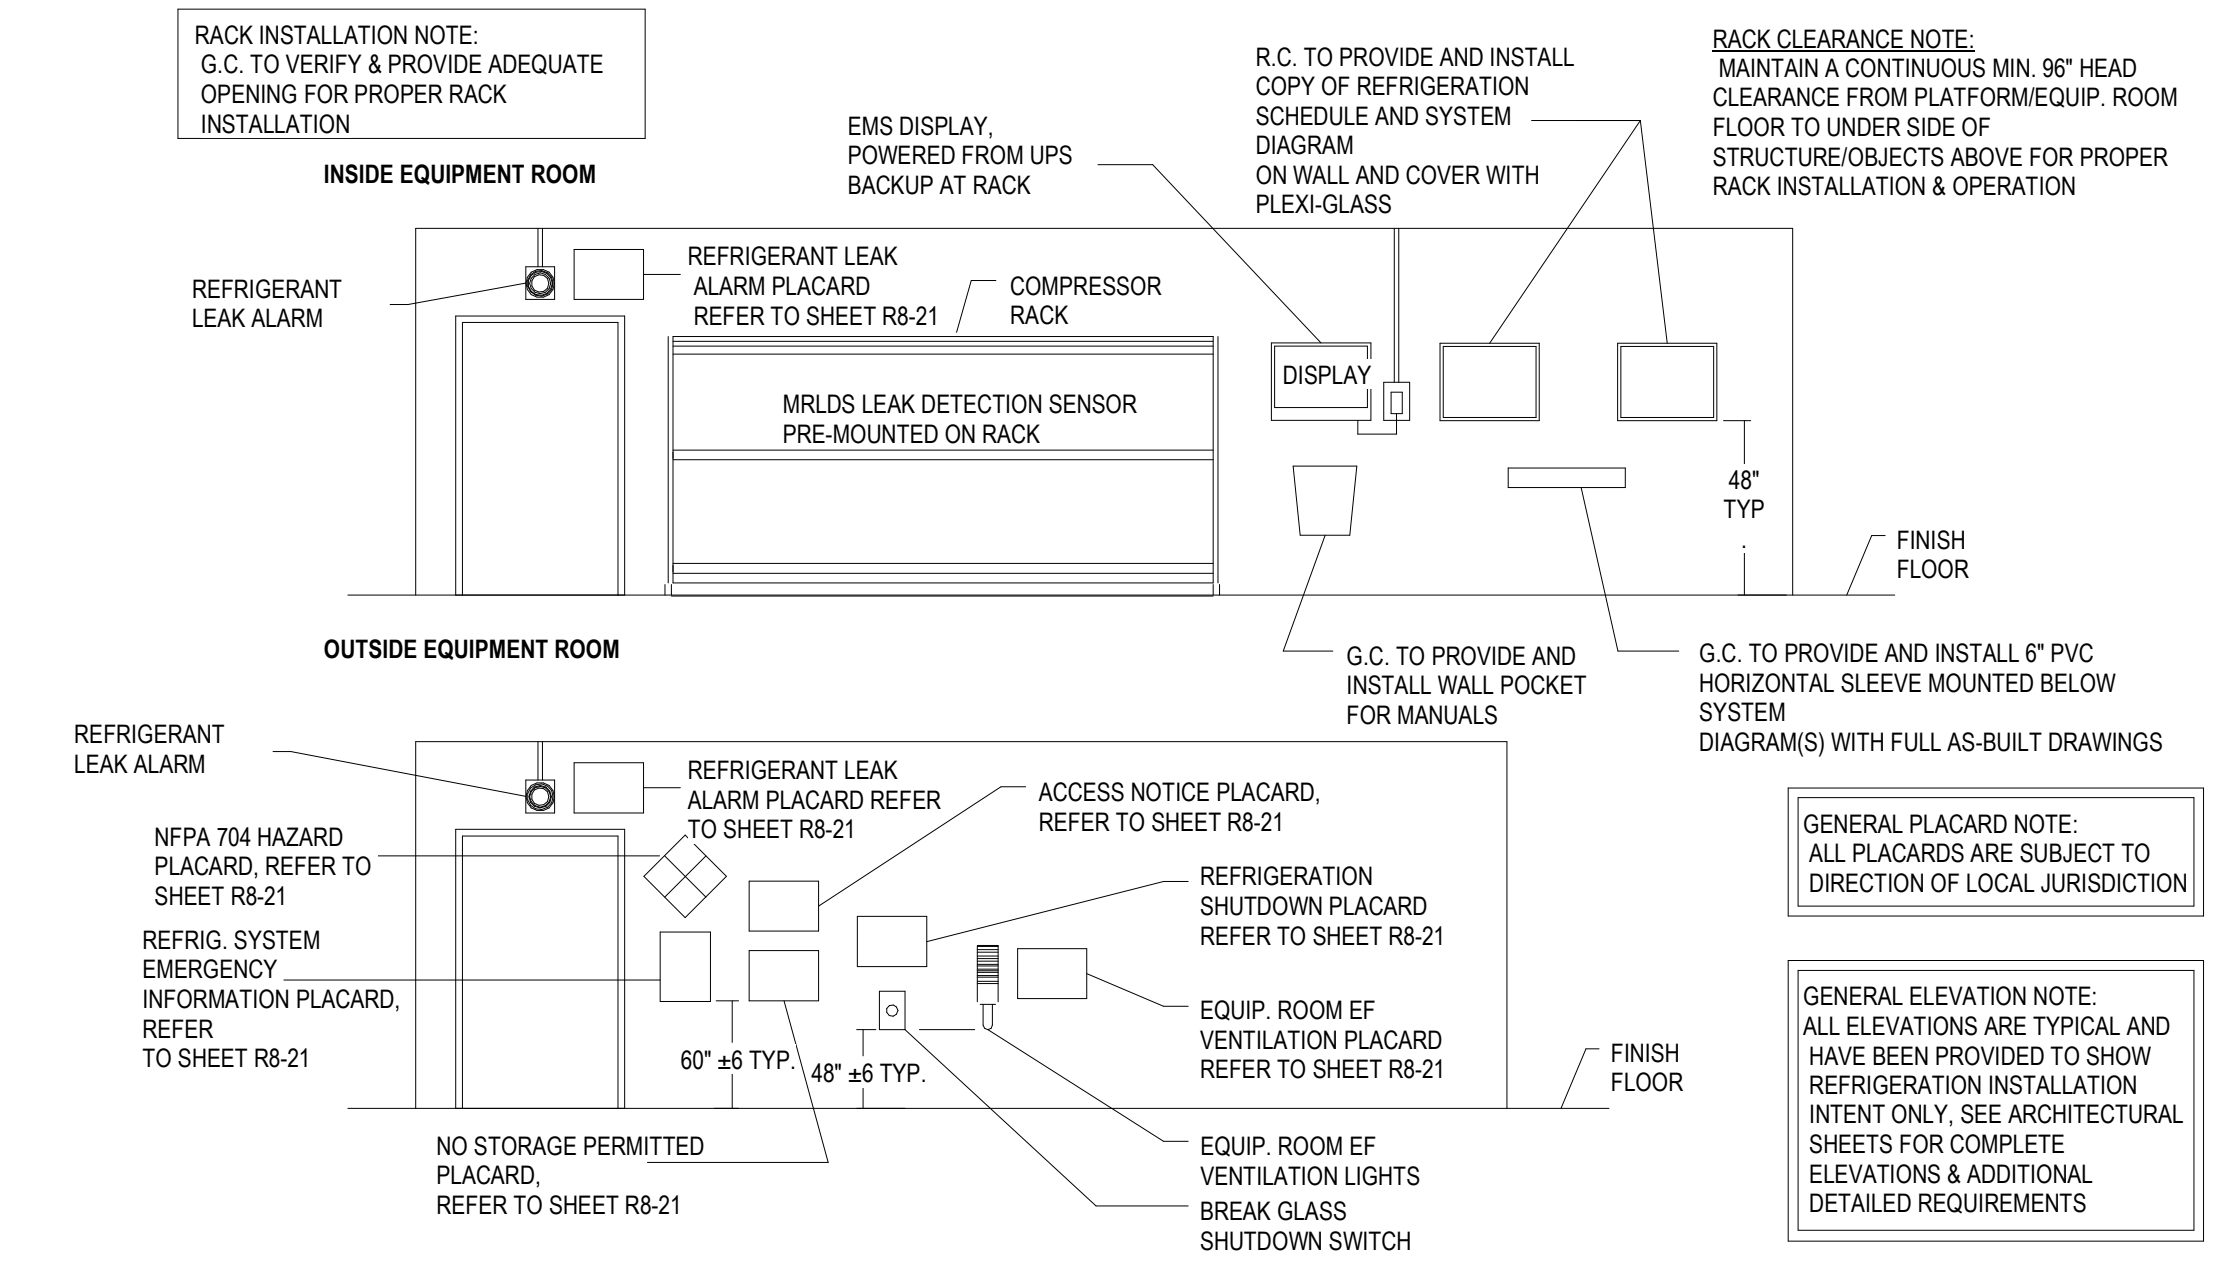 RACK INSTALLATION NOTE:
G.C. TO VERIFY & PROVIDE ADEQUATE
OPENING FOR PROPER RACK
INSTALLATION
INSIDE EQUIPMENT ROOM
EMS DISPLAY,
POWERED FROM UPS
BACKUP AT RACK
R.C. TO PROVIDE AND INSTALL
COPY OF REFRIGERATION
SCHEDULE AND SYSTEM
DIAGRAM
ON WALL AND COVER WITH
PLEXI-GLASS
RACK CLEARANCE NOTE:
MAINTAIN A CONTINUOUS MIN. 96" HEAD
CLEARANCE FROM PLATFORM/EQUIP. ROOM
FLOOR TO UNDER SIDE OF
STRUCTURE/OBJECTS ABOVE FOR PROPER
RACK INSTALLATION & OPERATION
REFRIGERANT
LEAK ALARM
REFRIGERANT LEAK
ALARM PLACARD
REFER TO SHEET R8-21
COMPRESSOR
RACK
MRLDS LEAK DETECTION SENSOR
PRE-MOUNTED ON RACK
DISPLAY
48"
TYP
.
FINISH
FLOOR
G.C. TO PROVIDE AND
INSTALL WALL POCKET
FOR MANUALS
G.C. TO PROVIDE AND INSTALL 6" PVC
HORIZONTAL SLEEVE MOUNTED BELOW
SYSTEM
DIAGRAM(S) WITH FULL AS-BUILT DRAWINGS
OUTSIDE EQUIPMENT ROOM
REFRIGERANT
LEAK ALARM
REFRIGERANT LEAK
ALARM PLACARD REFER
TO SHEET R8-21
ACCESS NOTICE PLACARD,
REFER TO SHEET R8-21
NFPA 704 HAZARD
PLACARD, REFER TO
SHEET R8-21
REFRIG. SYSTEM
EMERGENCY
INFORMATION PLACARD,
REFER
TO SHEET R8-21
REFRIGERATION
SHUTDOWN PLACARD
REFER TO SHEET R8-21
EQUIP. ROOM EF
VENTILATION PLACARD
REFER TO SHEET R8-21
60" ±6 TYP.
48" ±6 TYP.
FINISH
FLOOR
NO STORAGE PERMITTED
PLACARD,
REFER TO SHEET R8-21
EQUIP. ROOM EF
VENTILATION LIGHTS
BREAK GLASS
SHUTDOWN SWITCH
GENERAL PLACARD NOTE:
ALL PLACARDS ARE SUBJECT TO
DIRECTION OF LOCAL JURISDICTION
GENERAL ELEVATION NOTE:
ALL ELEVATIONS ARE TYPICAL AND
HAVE BEEN PROVIDED TO SHOW
REFRIGERATION INSTALLATION
INTENT ONLY, SEE ARCHITECTURAL
SHEETS FOR COMPLETE
ELEVATIONS & ADDITIONAL
DETAILED REQUIREMENTS